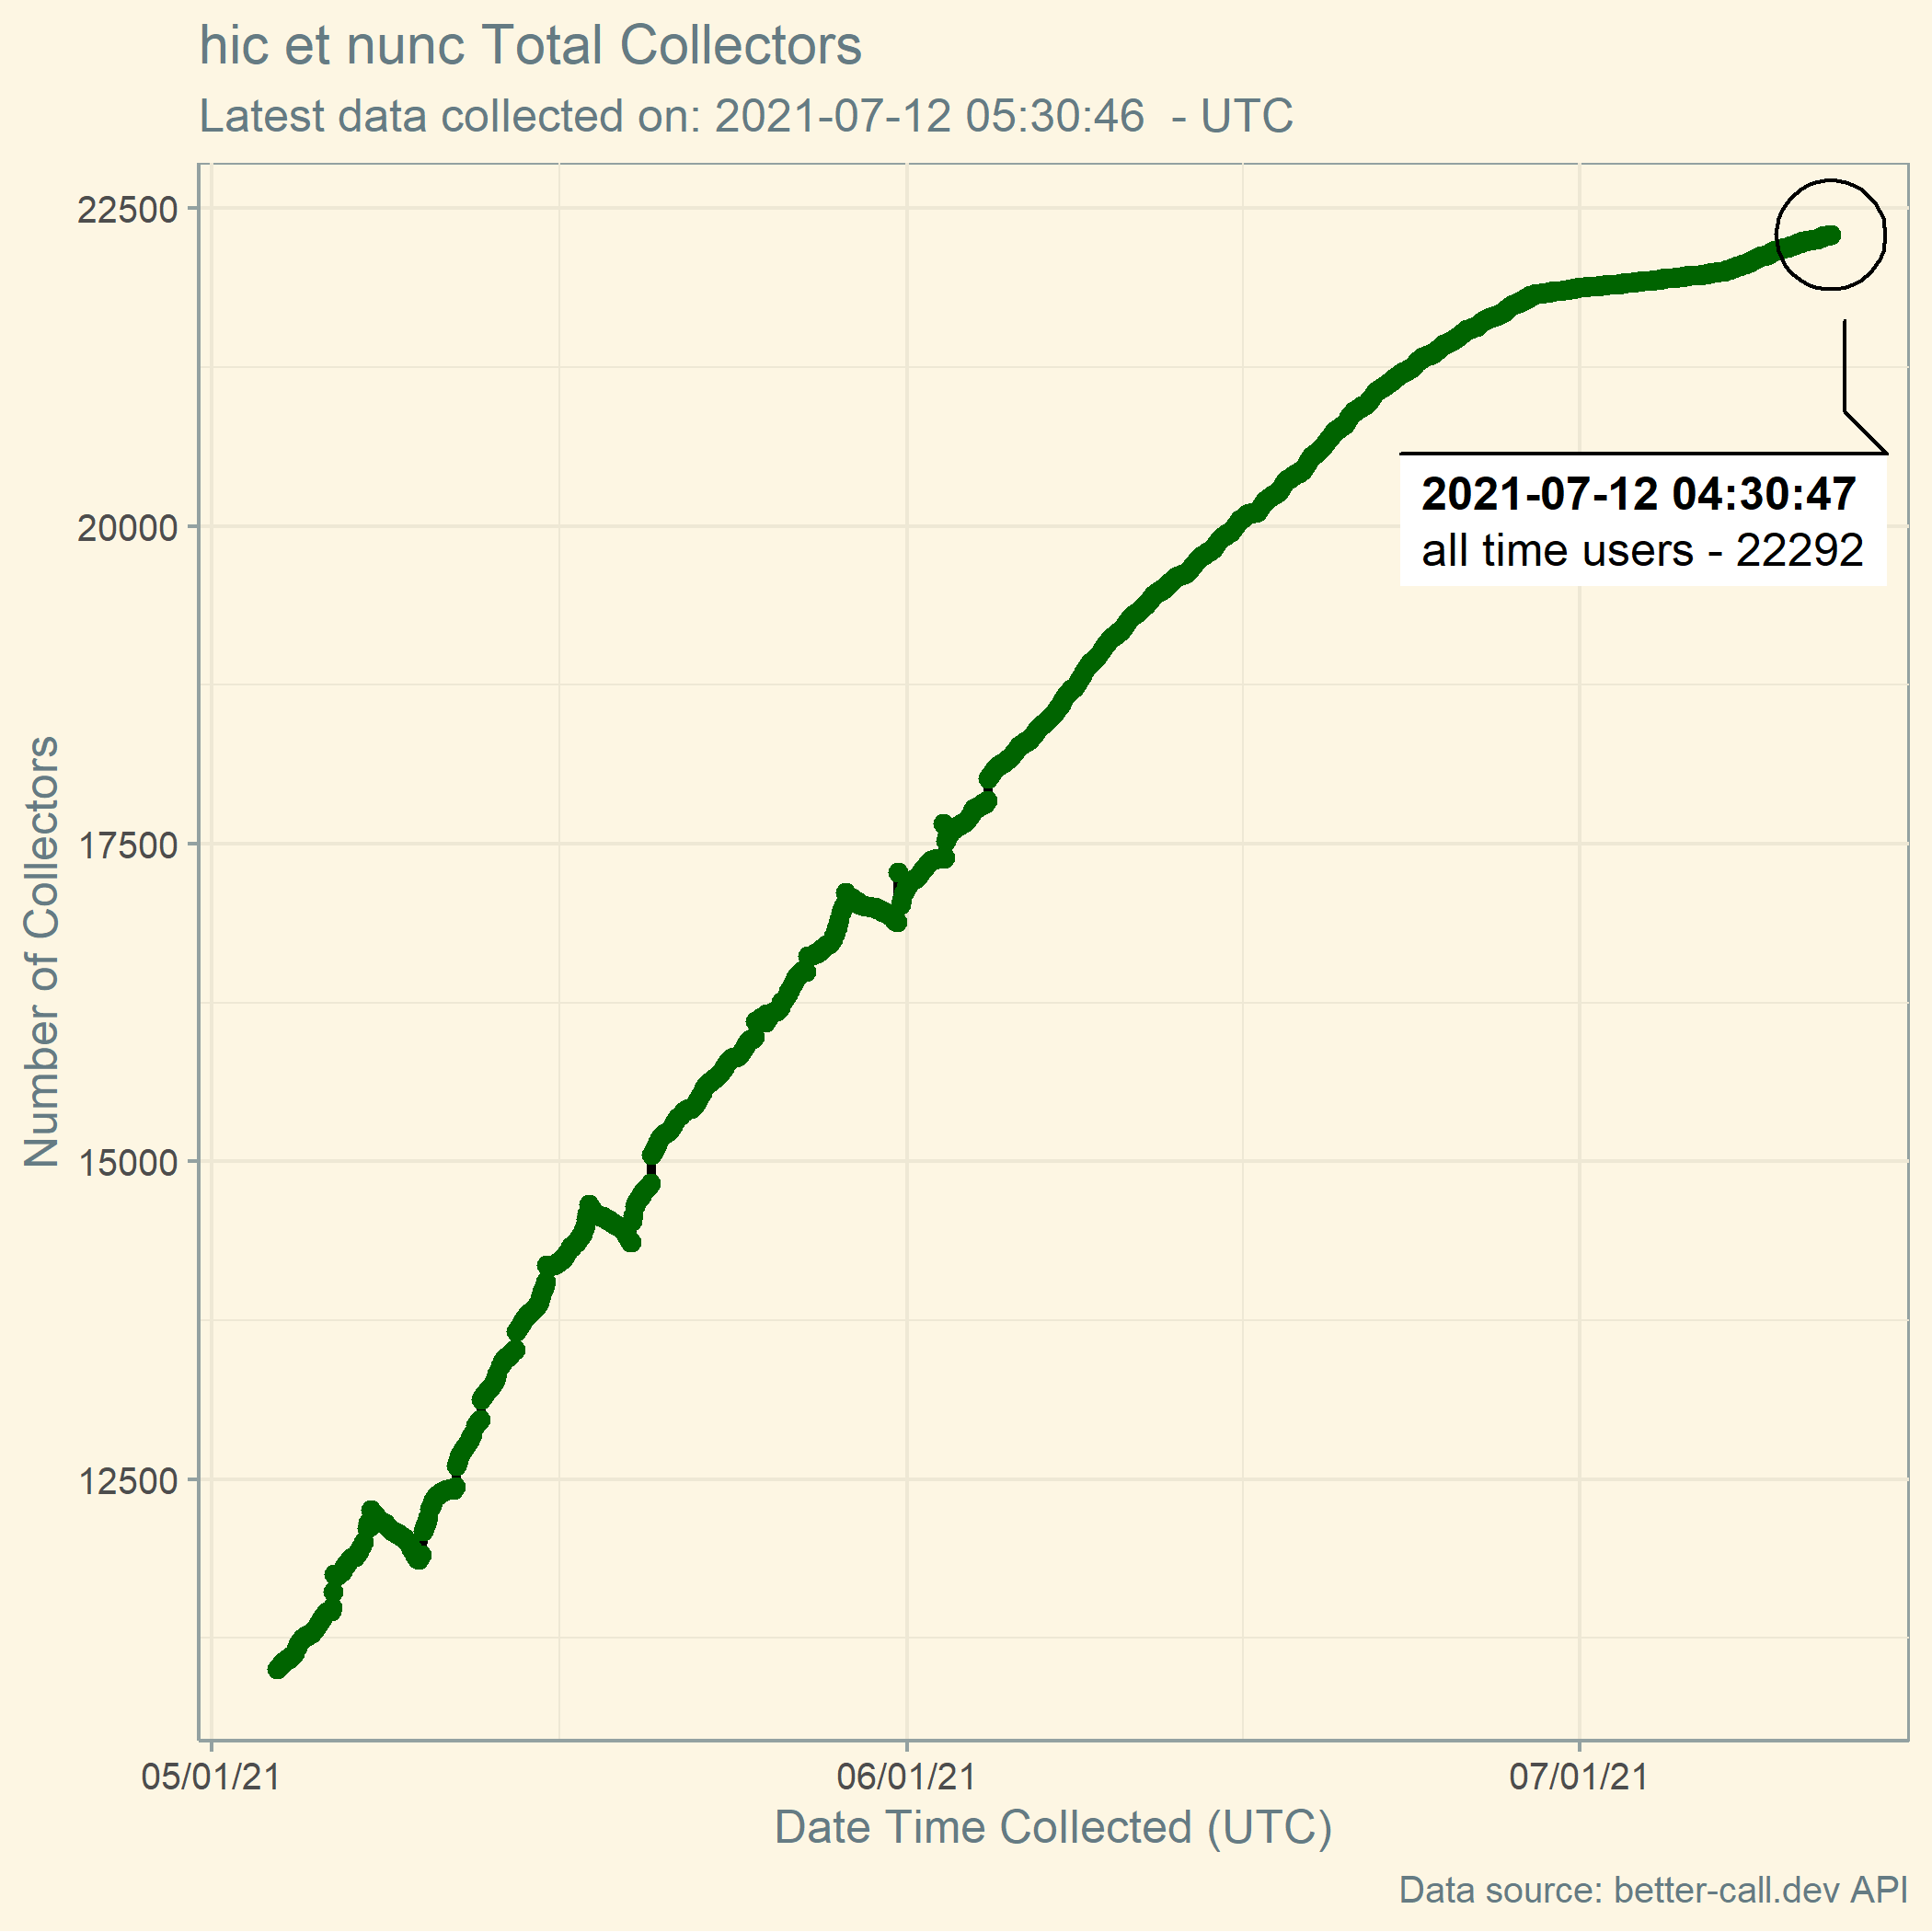 hic et nunc Total Collectors
Latest data collected on: 2021-07-12 05:30:46  - UTC
22500
20000
17500
15000
12500
Number of Collectors
2021-07-12 04:30:47
all time users - 22292
05/01/21
06/01/21
07/01/21
Date Time Collected (UTC)
Data source: better-call.dev API